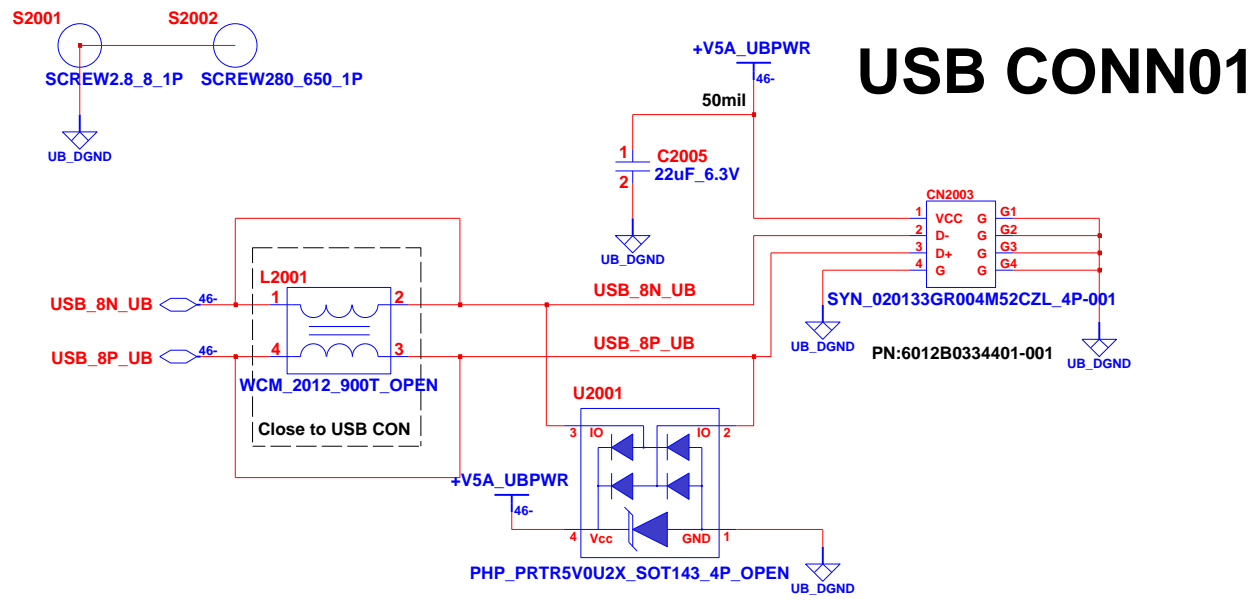 S2001
S2002
SCREW2.8_8_1P
SCREW280_650_1P
UB_DGND
+V5A_UBPWR
46-
50mil
USB CONN01
1
C2005
22uF_6.3V
2
UB_DGND
CN2003
1 VCC G G1
2 D- G G2
3 D+ G G3
4 G G G4
SYN_020133GR004M52CZL_4P-001
UB_DGND
PN:6012B0334401-001
UB_DGND
L2001
USB_8N_UB 46- 1 2 USB_8N_UB
USB_8P_UB 46- 4 3 USB_8P_UB
WCM_2012_900T_OPEN
Close to USB CON
U2001
3 IO IO 2
+V5A_UBPWR
46-
4 Vcc GND 1
PHP_PRTR5V0U2X_SOT143_4P_OPEN
UB_DGND